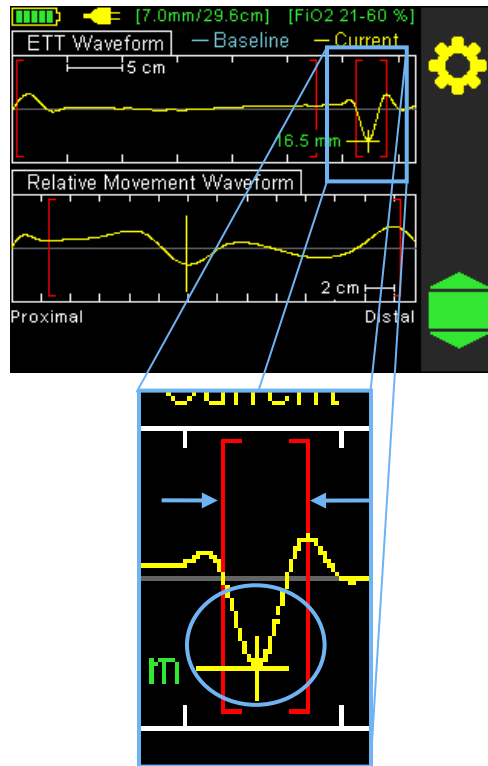 [7.0mm/29.6cm] [FiO2 21-60 %]
ETT Waveform — Baseline — Current
5 cm
16.5 mm
Relative Movement Waveform
2 cm
Proximal Distal
Current
m